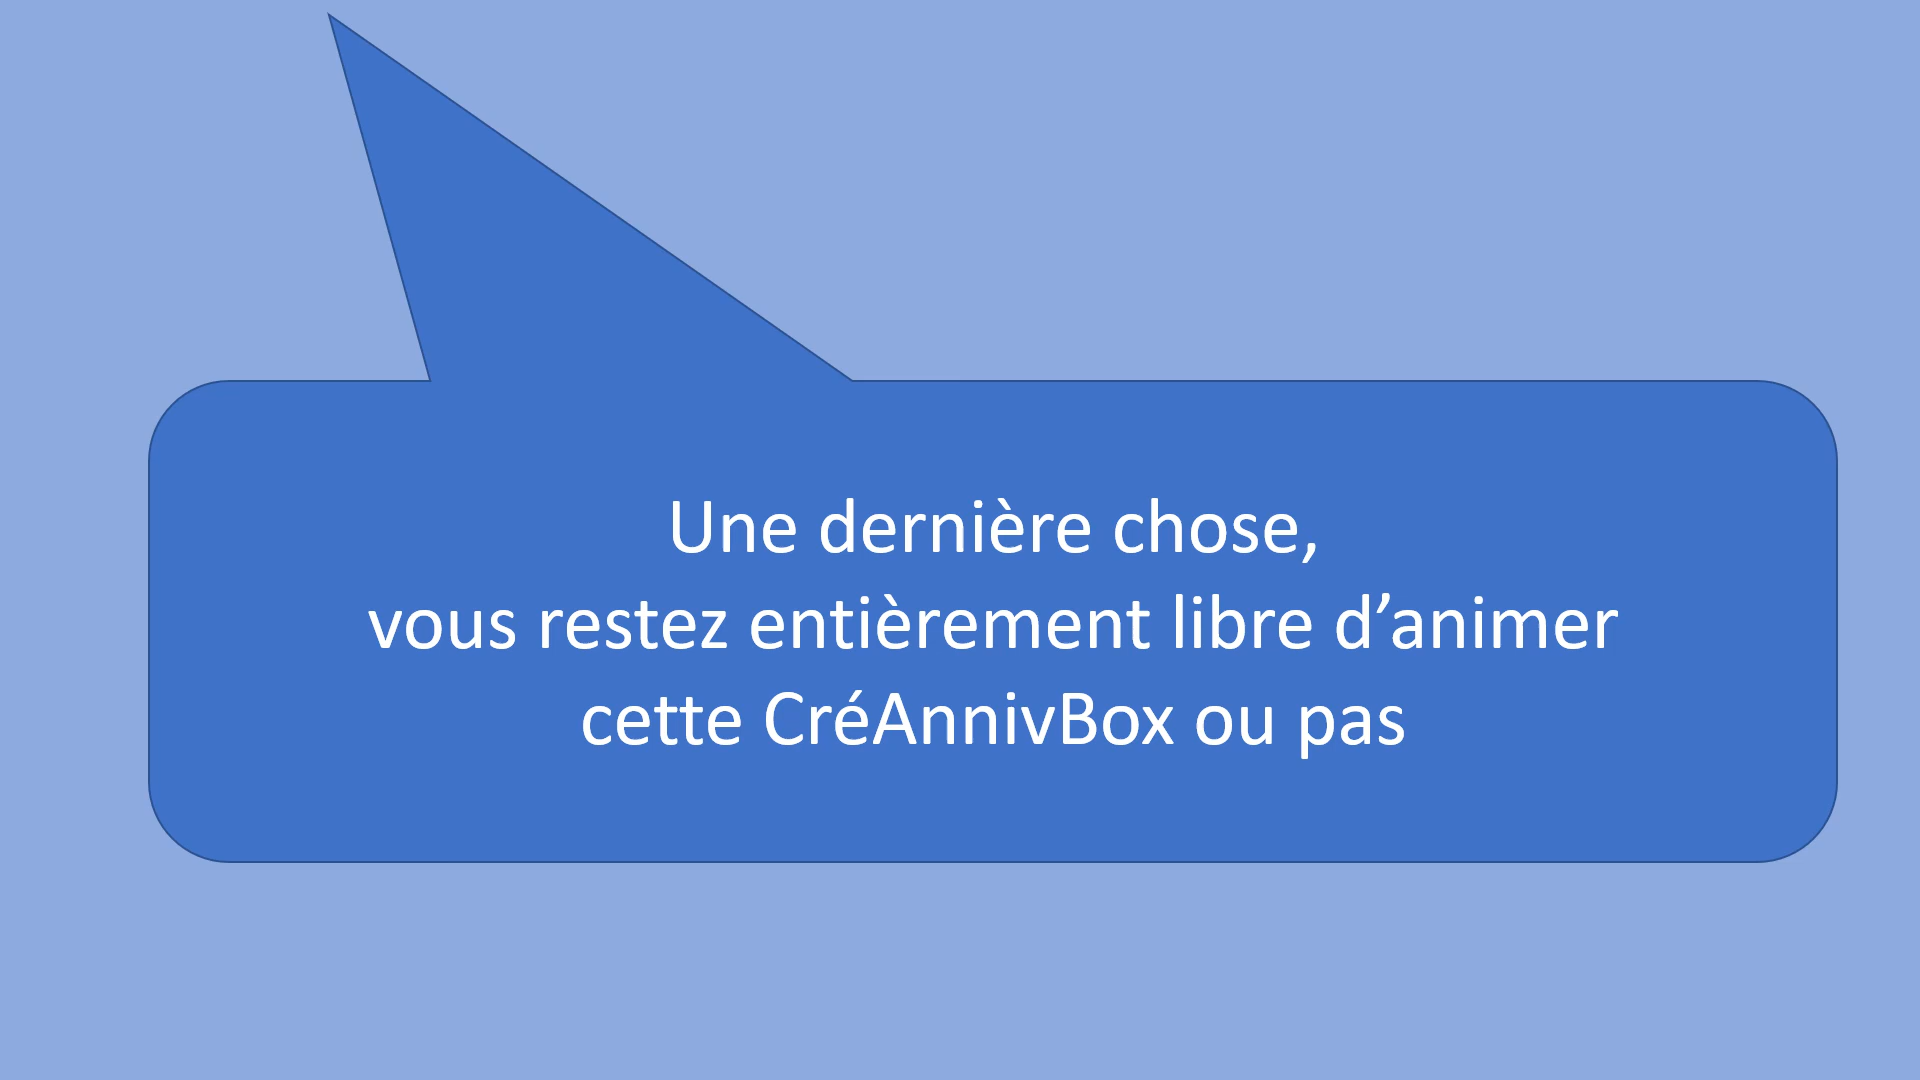 Une dernière chose,
vous restez entièrement libre d’animer
cette CréAnnivBox ou pas